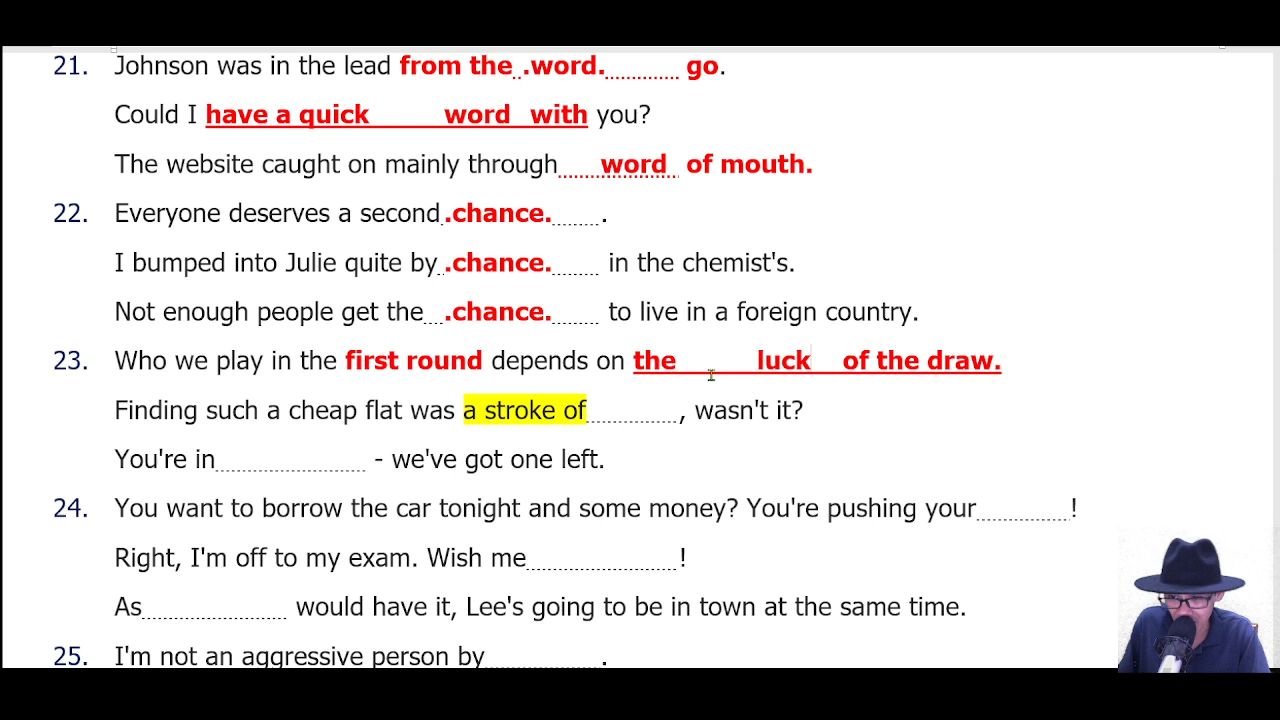 21. Johnson was in the lead from the .word. go.
Could I have a quick word with you?
The website caught on mainly through word of mouth.
22. Everyone deserves a second .chance. .
I bumped into Julie quite by .chance. in the chemist's.
Not enough people get the .chance. to live in a foreign country.
23. Who we play in the first round depends on the luck of the draw.
Finding such a cheap flat was a stroke of , wasn't it?
You're in - we've got one left.
24. You want to borrow the car tonight and some money? You're pushing your !
Right, I'm off to my exam. Wish me !
As would have it, Lee's going to be in town at the same time.
25. I'm not an aggressive person by .